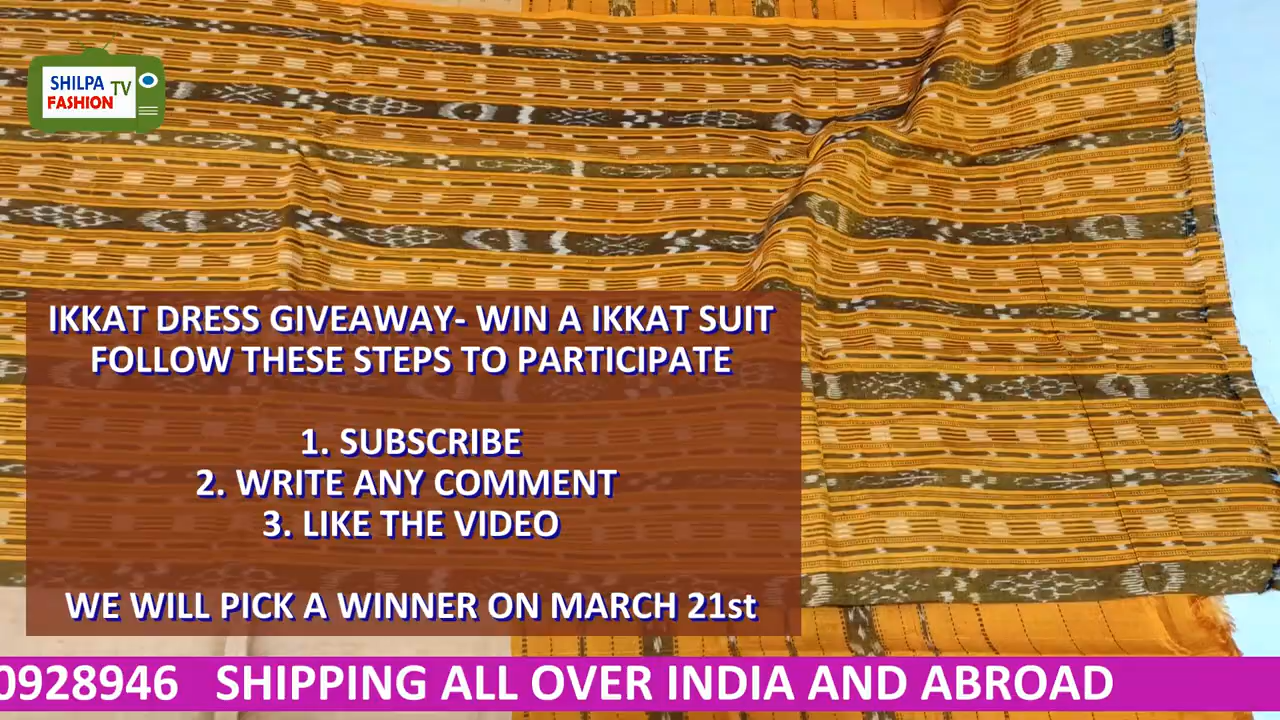 SHILPA
FASHION
TV
IKKAT DRESS GIVEAWAY- WIN A IKKAT SUIT
FOLLOW THESE STEPS TO PARTICIPATE
1. SUBSCRIBE
2. WRITE ANY COMMENT
3. LIKE THE VIDEO
WE WILL PICK A WINNER ON MARCH 21st
0928946 SHIPPING ALL OVER INDIA AND ABROAD